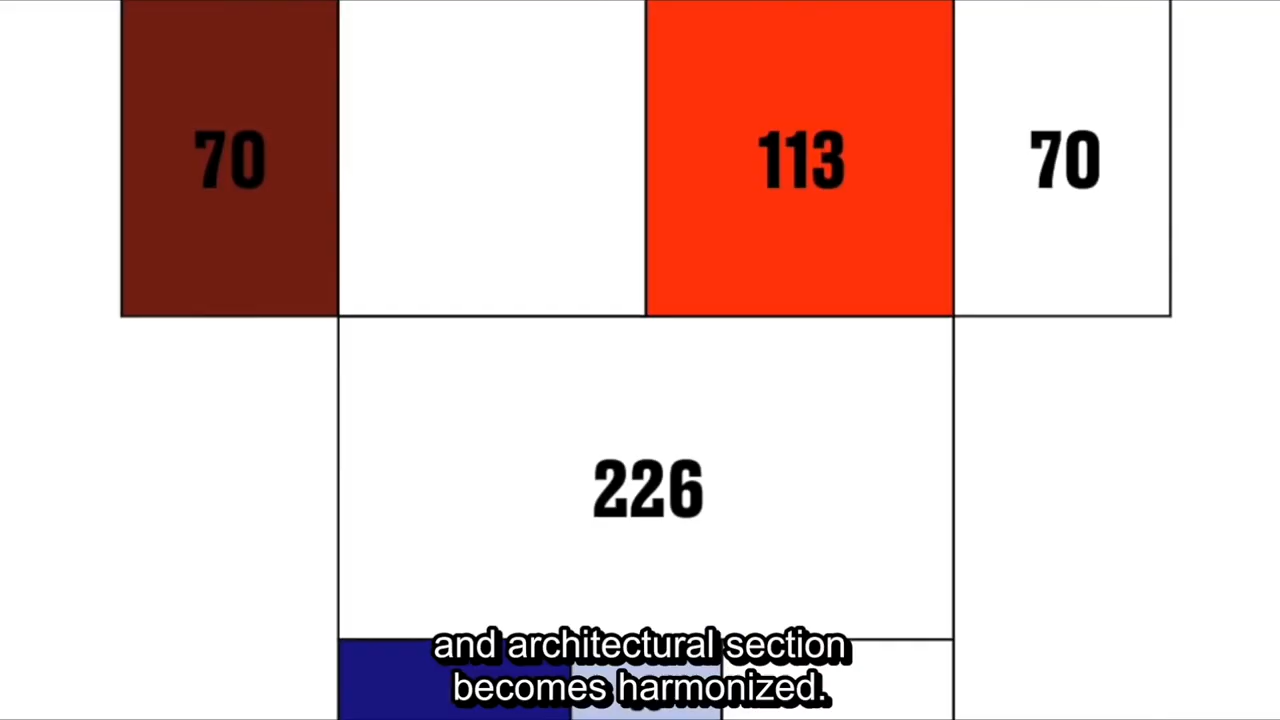 70 113 70
226
and architectural section
becomes harmonized.